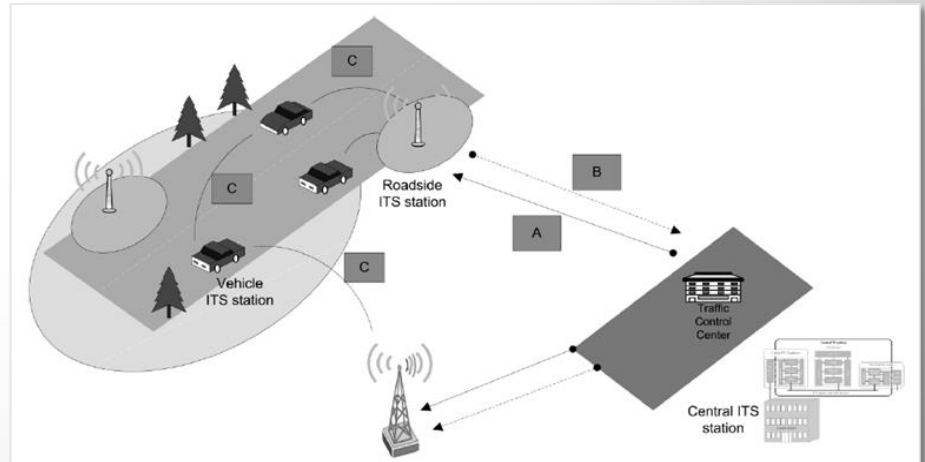 C
C
B
Roadside
ITS station
A
C
Vehicle
ITS station
Traffic
Control
Center
Central ITS
station